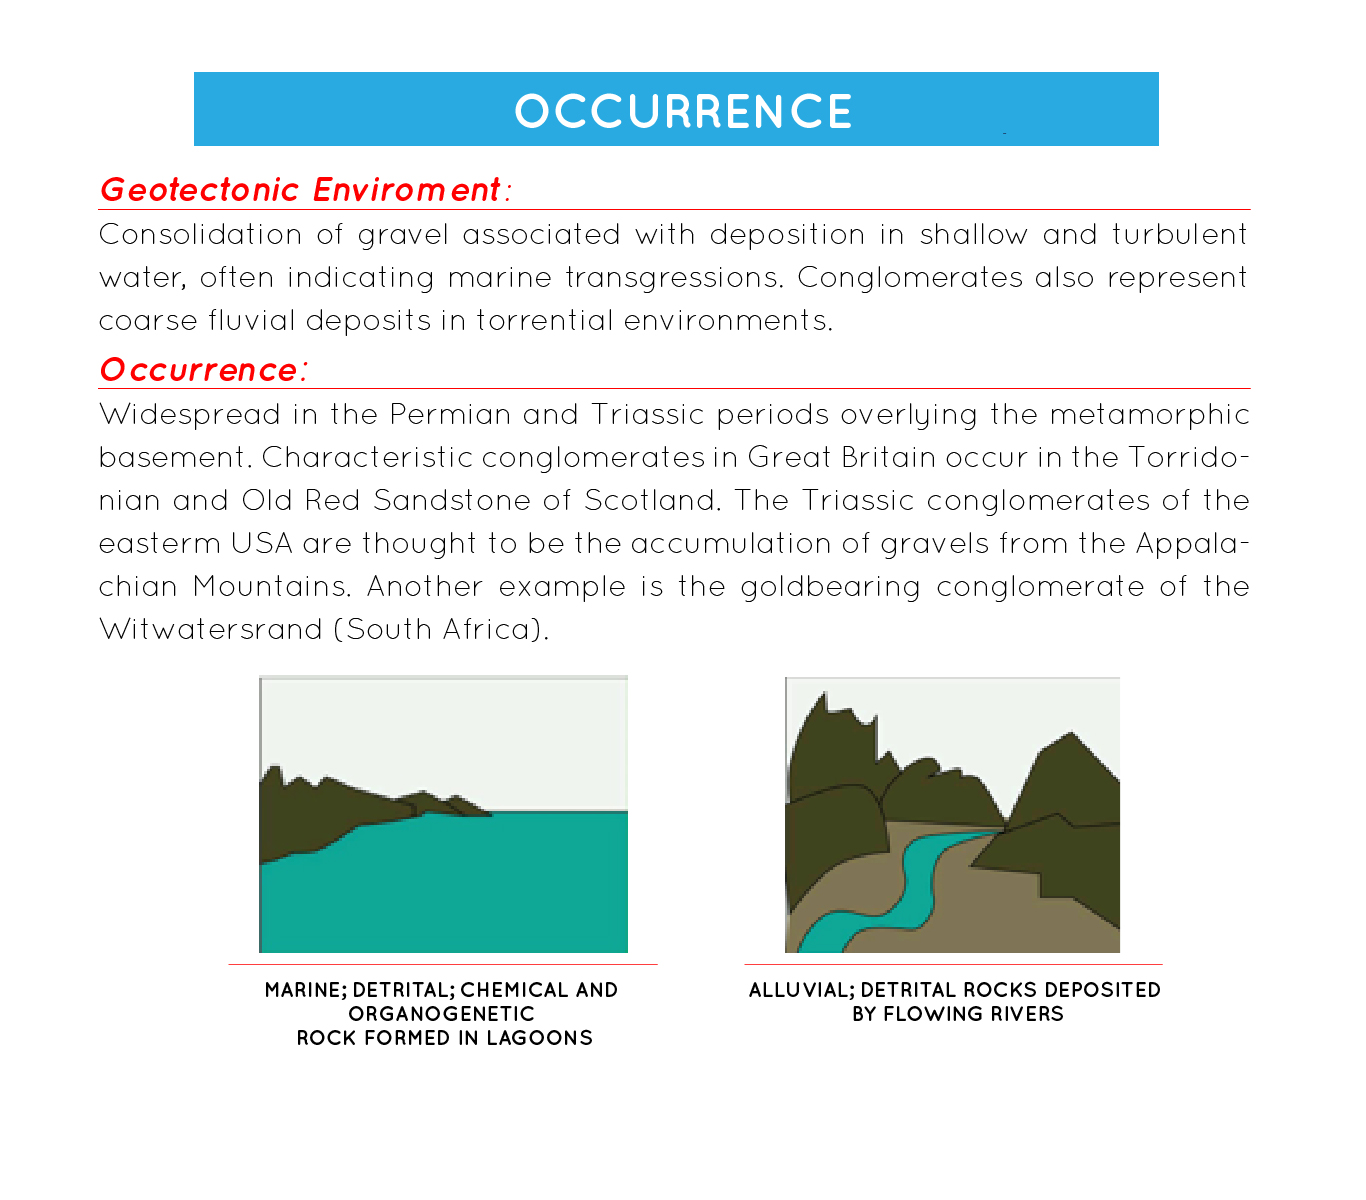 OCCURRENCE
Geotectonic Enviroment:
Consolidation of gravel associated with deposition in shallow and turbulent
water, often indicating marine transgressions. Conglomerates also represent
coarse fluvial deposits in torrential environments.
Occurrence:
Widespread in the Permian and Triassic periods overlying the metamorphic
basement. Characteristic conglomerates in Great Britain occur in the Torrido-
nian and Old Red Sandstone of Scotland. The Triassic conglomerates of the
easterm USA are thought to be the accumulation of gravels from the Appala-
chian Mountains. Another example is the goldbearing conglomerate of the
Witwatersrand (South Africa).
MARINE; DETRITAL; CHEMICAL AND
ORGANOGENETIC
ROCK FORMED IN LAGOONS
ALLUVIAL; DETRITAL ROCKS DEPOSITED
BY FLOWING RIVERS